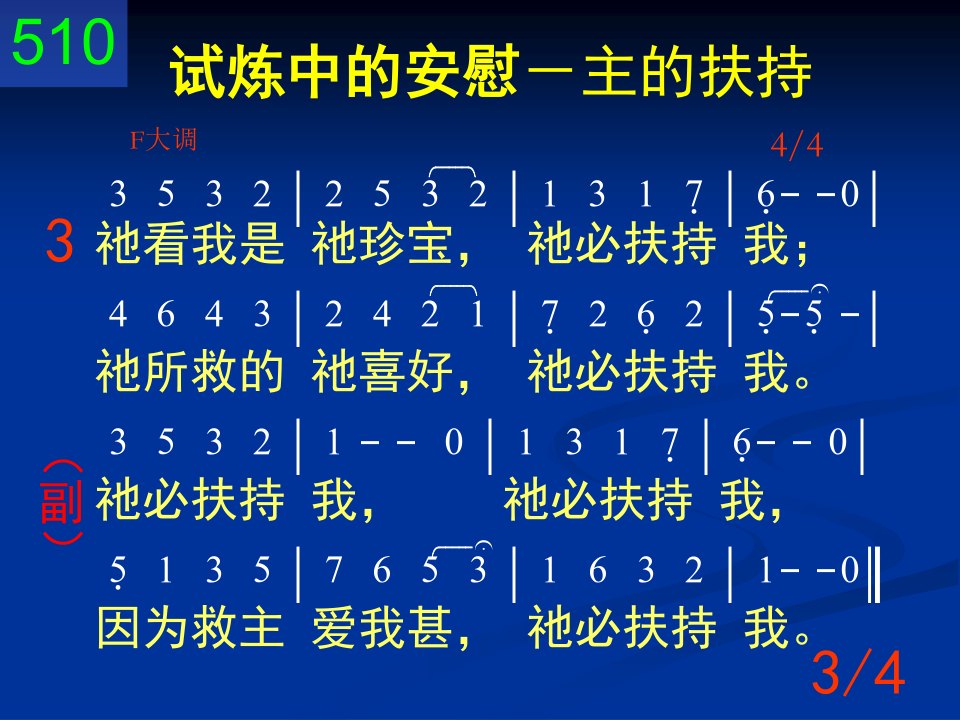 510
试炼中的安慰－主的扶持
F大调 4/4
3 5 3 2 | 2 5 3 2 | 1 3 1 7̣ | 6̣ - - 0 |
3 祂看我是 祂珍宝， 祂必扶持 我；
4 6 4 3 | 2 4 2 1 | 7̣ 2 6̣ 2 | 5̣ - 5̣ - |
祂所救的 祂喜好， 祂必扶持 我。
3 5 3 2 | 1 - - 0 | 1 3 1 7̣ | 6̣ - - 0 |
（副） 祂必扶持 我， 祂必扶持 我，
5̣ 1 3 5 | 7 6 5 3 | 1 6 3 2 | 1 - - 0 ‖
因为救主 爱我甚， 祂必扶持 我。
3/4